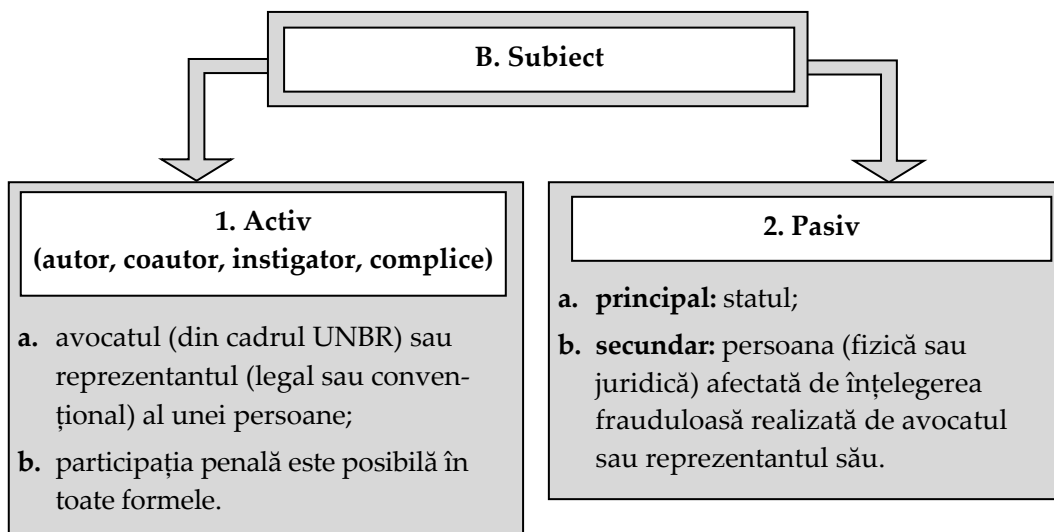 B. Subiect
1. Activ
(autor, coautor, instigator, complice)
a. avocatul (din cadrul UNBR) sau
reprezentantul (legal sau conven-
țional) al unei persoane;
b. participația penală este posibilă în
toate formele.
2. Pasiv
a. principal: statul;
b. secundar: persoana (fizică sau
juridică) afectată de înțelegerea
frauduloasă realizată de avocatul
sau reprezentantul său.